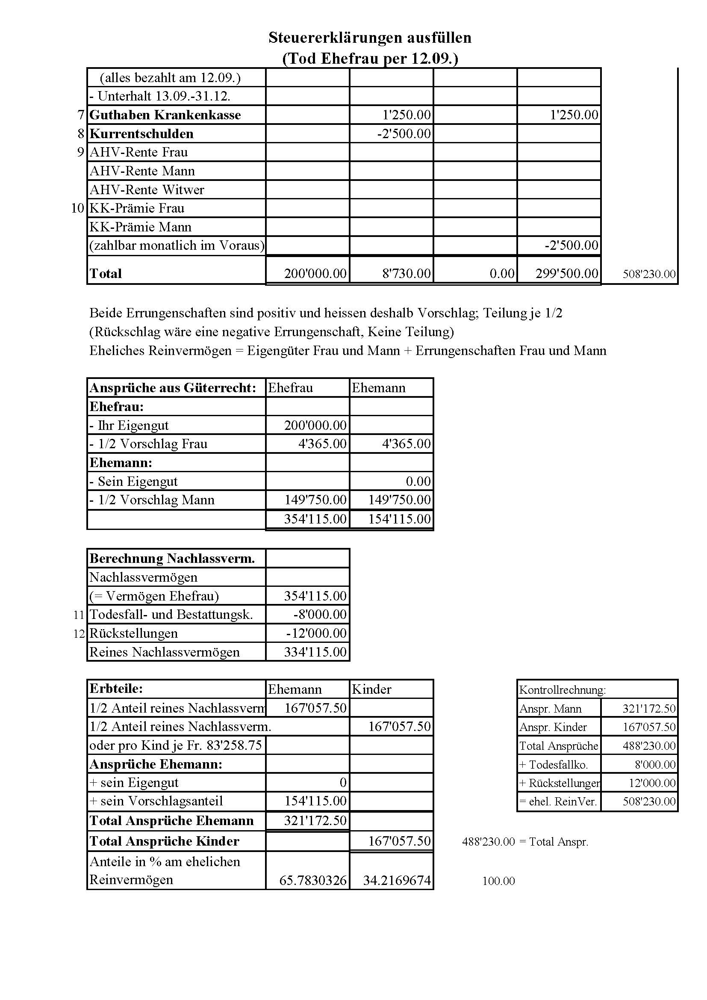 Steuererklärungen ausfüllen
(Tod Ehefrau per 12.09.)
(alles bezahlt am 12.09.)
- Unterhalt 13.09.-31.12.
7 Guthaben Krankenkasse 1'250.00 1'250.00
8 Kurrentschulden -2'500.00
9 AHV-Rente Frau
AHV-Rente Mann
AHV-Rente Witwer
10 KK-Prämie Frau
KK-Prämie Mann
(zahlbar monatlich im Voraus) -2'500.00
Total 200'000.00 8'730.00 0.00 299'500.00 508'230.00
Beide Errungenschaften sind positiv und heissen deshalb Vorschlag; Teilung je 1/2
(Rückschlag wäre eine negative Errungenschaft, Keine Teilung)
Eheliches Reinvermögen = Eigengüter Frau und Mann + Errungenschaften Frau und Mann
Ansprüche aus Güterrecht: Ehefrau Ehemann
Ehefrau:
- Ihr Eigengut 200'000.00
- 1/2 Vorschlag Frau 4'365.00 4'365.00
Ehemann:
- Sein Eigengut 0.00
- 1/2 Vorschlag Mann 149'750.00 149'750.00
354'115.00 154'115.00
Berechnung Nachlassverm.
Nachlassvermögen
(= Vermögen Ehefrau) 354'115.00
11 Todesfall- und Bestattungsk. -8'000.00
12 Rückstellungen -12'000.00
Reines Nachlassvermögen 334'115.00
Erbteile: Ehemann Kinder Kontrollrechnung:
1/2 Anteil reines Nachlassverm 167'057.50 Anspr. Mann 321'172.50
1/2 Anteil reines Nachlassverm. 167'057.50 Anspr. Kinder 167'057.50
oder pro Kind je Fr. 83'258.75 Total Ansprüche 488'230.00
Ansprüche Ehemann: + Todesfallko. 8'000.00
+ sein Eigengut 0 + Rückstellungen 12'000.00
+ sein Vorschlagsanteil 154'115.00 = ehel. ReinVer. 508'230.00
Total Ansprüche Ehemann 321'172.50
Total Ansprüche Kinder 167'057.50 488'230.00 = Total Anspr.
Anteile in % am ehelichen
Reinvermögen 65.7830326 34.2169674 100.00